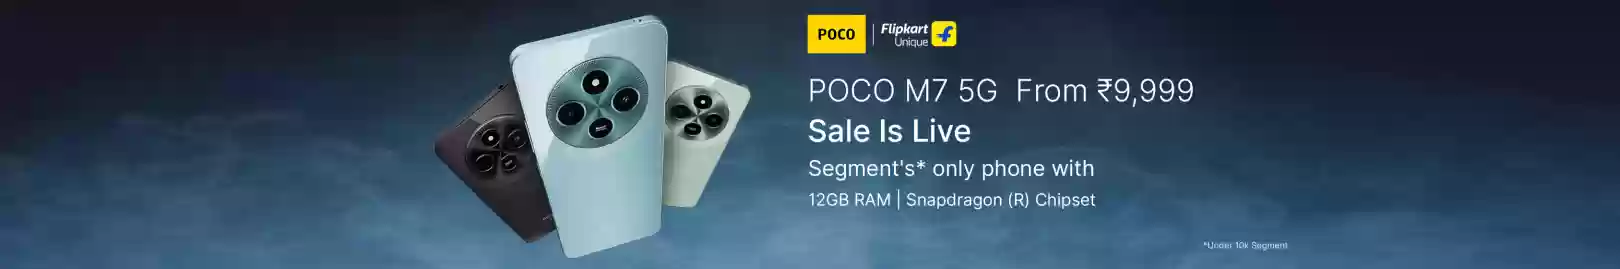 POCO
Flipkart
Unique
POCO M7 5G From ₹9,999
Sale Is Live
Segment's* only phone with
12GB RAM | Snapdragon (R) Chipset
*Under 10k Segment